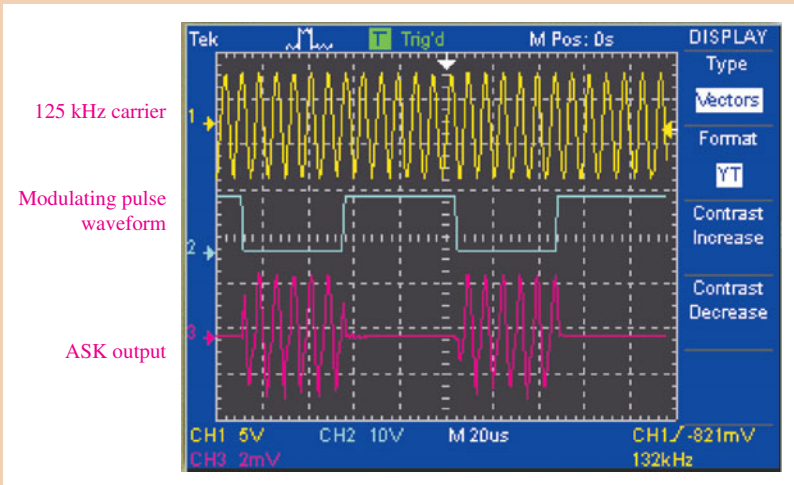 Tek T Trig'd M Pos: 0s DISPLAY
Type
Vectors
Format
YT
Contrast
Increase
Contrast
Decrease
125 kHz carrier
1
Modulating pulse
waveform
2
ASK output
3
CH1 5V CH2 10V M 20us CH1 -821mV
CH3 2mV 132kHz